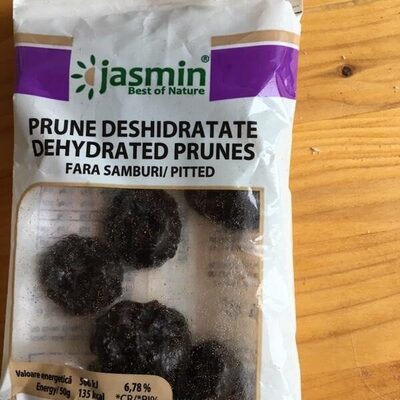 jasmin®
Best of Nature
PRUNE DESHIDRATATE
DEHYDRATED PRUNES
FARA SAMBURI/ PITTED
Valoare energetică
Energy/ 50g
kJ
135 kcal
6,78 %